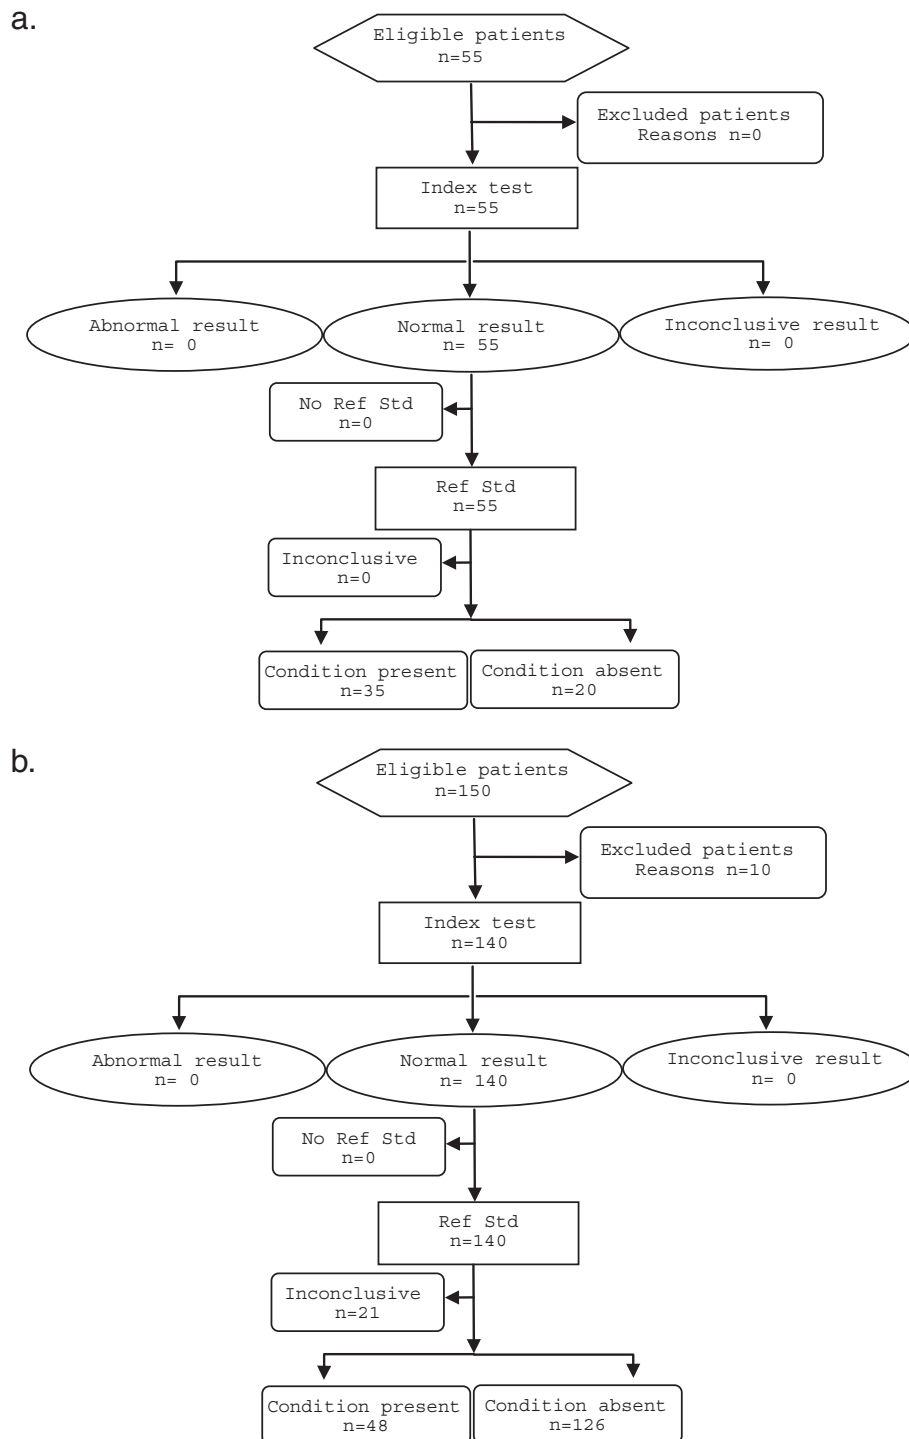 a.
Eligible patients
n=55
Excluded patients
Reasons n=0
Index test
n=55
Abnormal result
n= 0
Normal result
n= 55
Inconclusive result
n= 0
No Ref Std
n=0
Ref Std
n=55
Inconclusive
n=0
Condition present
n=35
Condition absent
n=20
b.
Eligible patients
n=150
Excluded patients
Reasons n=10
Index test
n=140
Abnormal result
n= 0
Normal result
n= 140
Inconclusive result
n= 0
No Ref Std
n=0
Ref Std
n=140
Inconclusive
n=21
Condition present
n=48
Condition absent
n=126